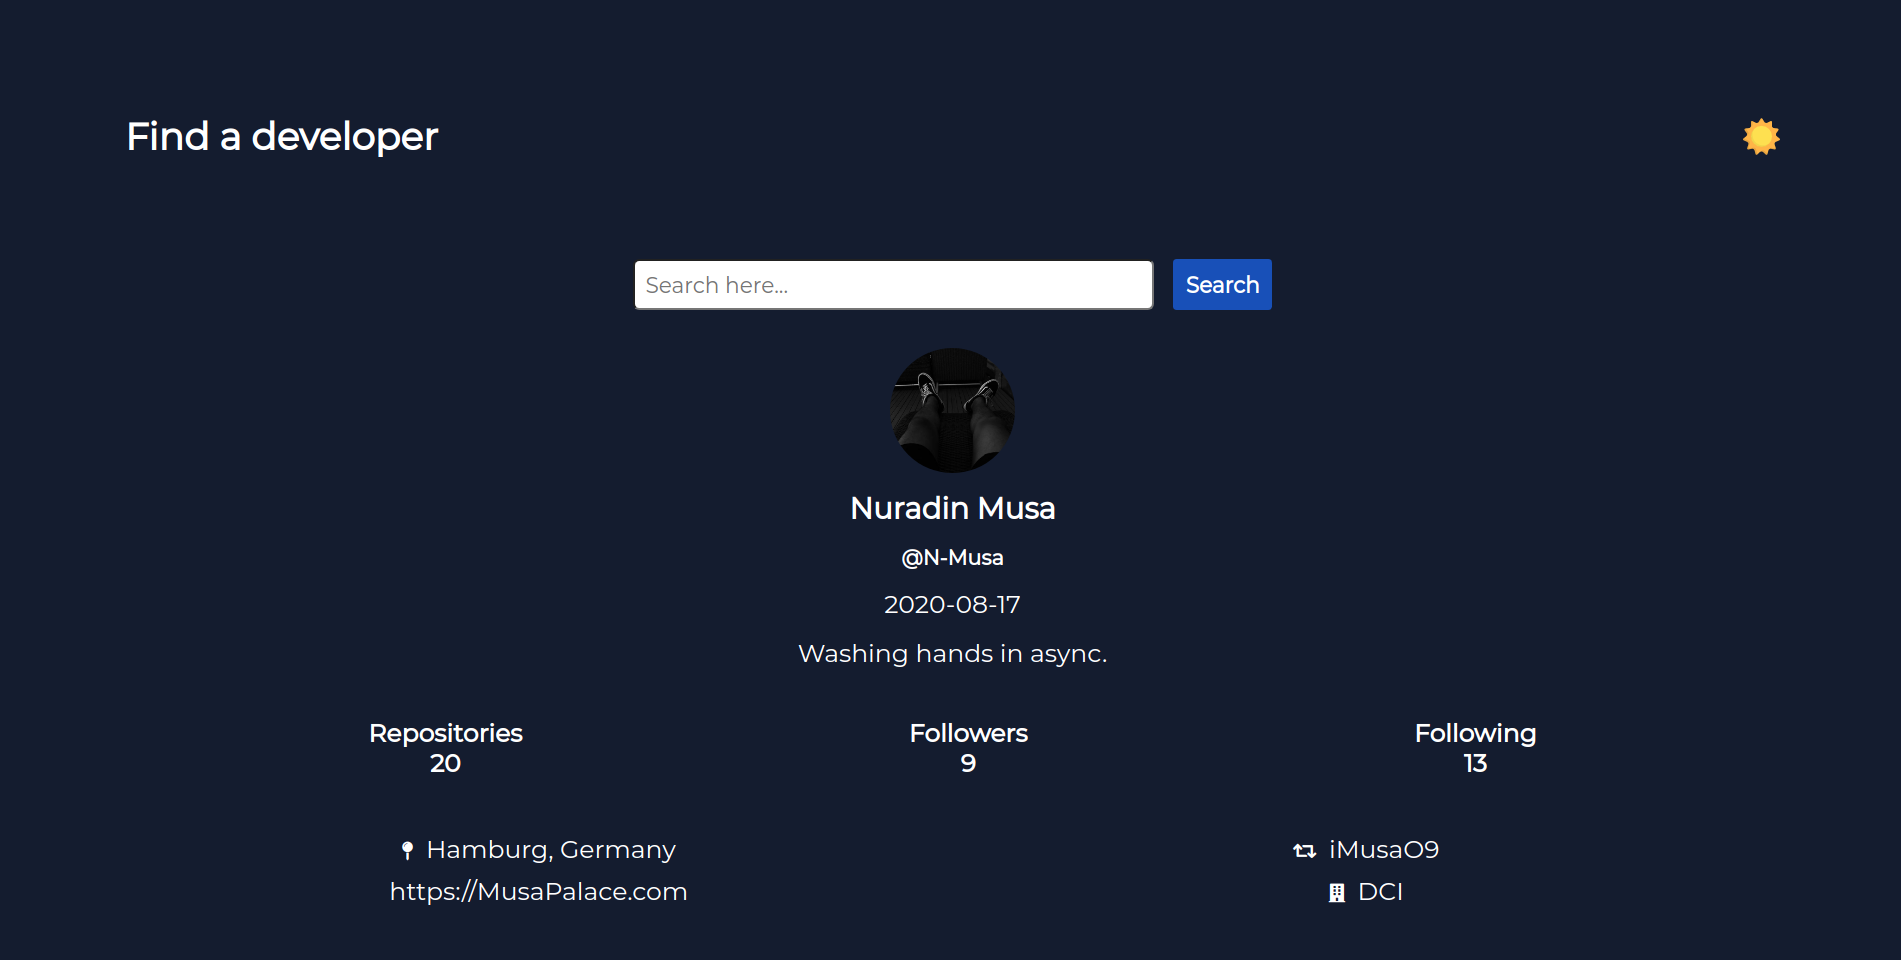 Find a developer
Search here...
Search
Nuradin Musa
@N-Musa
2020-08-17
Washing hands in async.
Repositories
20
Followers
9
Following
13
Hamburg, Germany
https://MusaPalace.com
iMusaO9
DCI